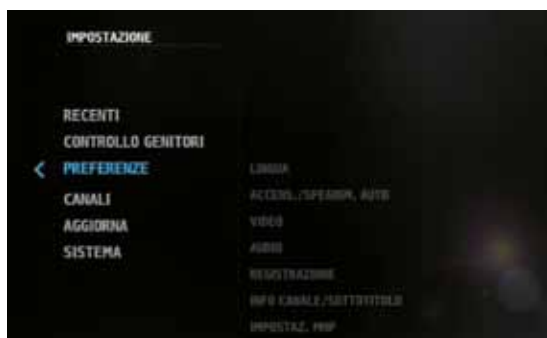 IMPOSTAZIONE
RECENTI
CONTROLLO GENITORI
PREFERENZE
CANALI
AGGIORNA
SISTEMA
LINGUA
ACCENS./SPEGNIM. AUTO
VIDEO
AUDIO
REGISTRAZIONE
INFO CANALE/SOTTOTITOLO
IMPOSTAZ. MHP